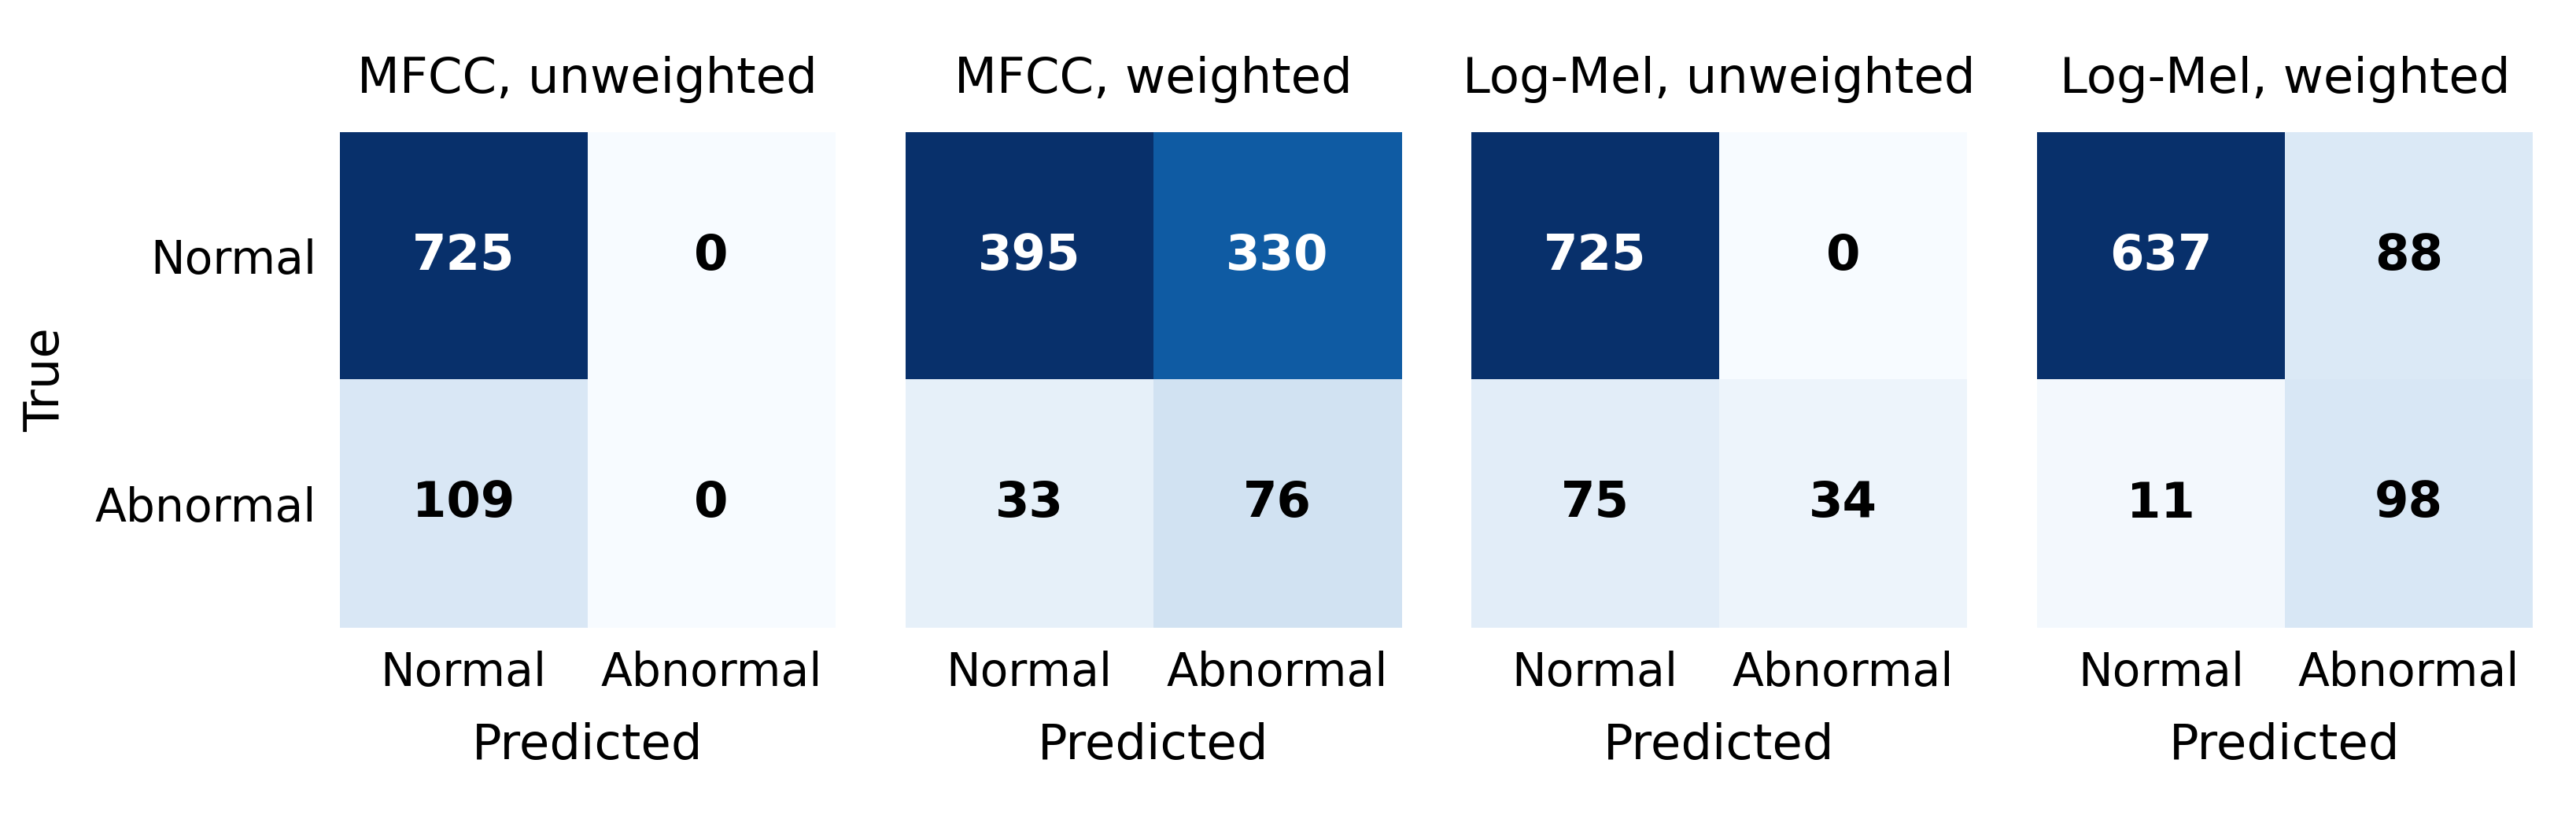 MFCC, unweighted MFCC, weighted Log-Mel, unweighted Log-Mel, weighted
Normal 725 0 395 330 725 0 637 88
True
Abnormal 109 0 33 76 75 34 11 98
Normal Abnormal Normal Abnormal Normal Abnormal Normal Abnormal
Predicted Predicted Predicted Predicted